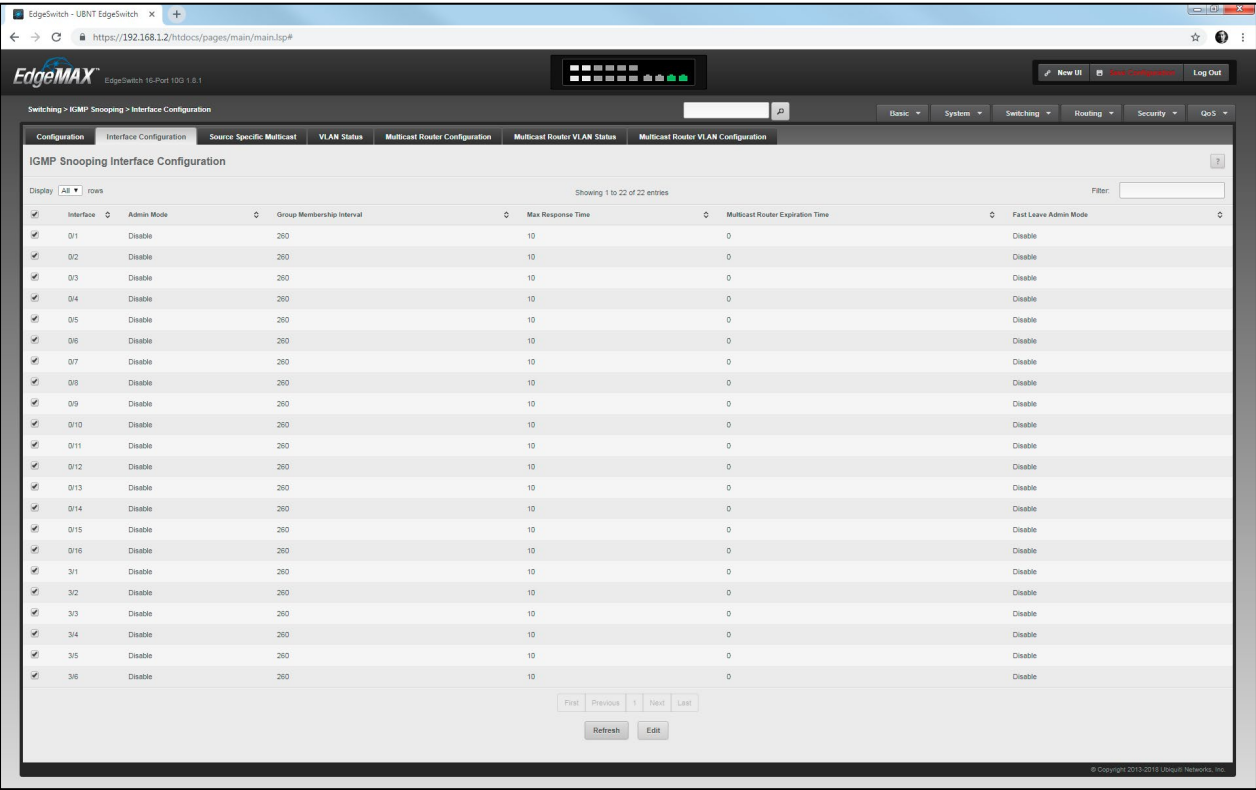 EdgeSwitch - UBNT EdgeSwitch
https://192.168.1.2/htdocs/pages/main/main.lsp#
EdgeMAX™ EdgeSwitch 16-Port 10G 1.8.1
New UI Log Out
Switching > IGMP Snooping > Interface Configuration
Basic System Switching Routing Security QoS
Configuration Interface Configuration Source Specific Multicast VLAN Status Multicast Router Configuration Multicast Router VLAN Status Multicast Router VLAN Configuration
IGMP Snooping Interface Configuration ?
Display All rows Showing 1 to 22 of 22 entries Filter:
Interface Admin Mode Group Membership Interval Max Response Time Multicast Router Expiration Time Fast Leave Admin Mode
0/1 Disable 260 10 0 Disable
0/2 Disable 260 10 0 Disable
0/3 Disable 260 10 0 Disable
0/4 Disable 260 10 0 Disable
0/5 Disable 260 10 0 Disable
0/6 Disable 260 10 0 Disable
0/7 Disable 260 10 0 Disable
0/8 Disable 260 10 0 Disable
0/9 Disable 260 10 0 Disable
0/10 Disable 260 10 0 Disable
0/11 Disable 260 10 0 Disable
0/12 Disable 260 10 0 Disable
0/13 Disable 260 10 0 Disable
0/14 Disable 260 10 0 Disable
0/15 Disable 260 10 0 Disable
0/16 Disable 260 10 0 Disable
3/1 Disable 260 10 0 Disable
3/2 Disable 260 10 0 Disable
3/3 Disable 260 10 0 Disable
3/4 Disable 260 10 0 Disable
3/5 Disable 260 10 0 Disable
3/6 Disable 260 10 0 Disable
First Previous 1 Next Last
Refresh Edit
© Copyright 2013-2018 Ubiquiti Networks, Inc.